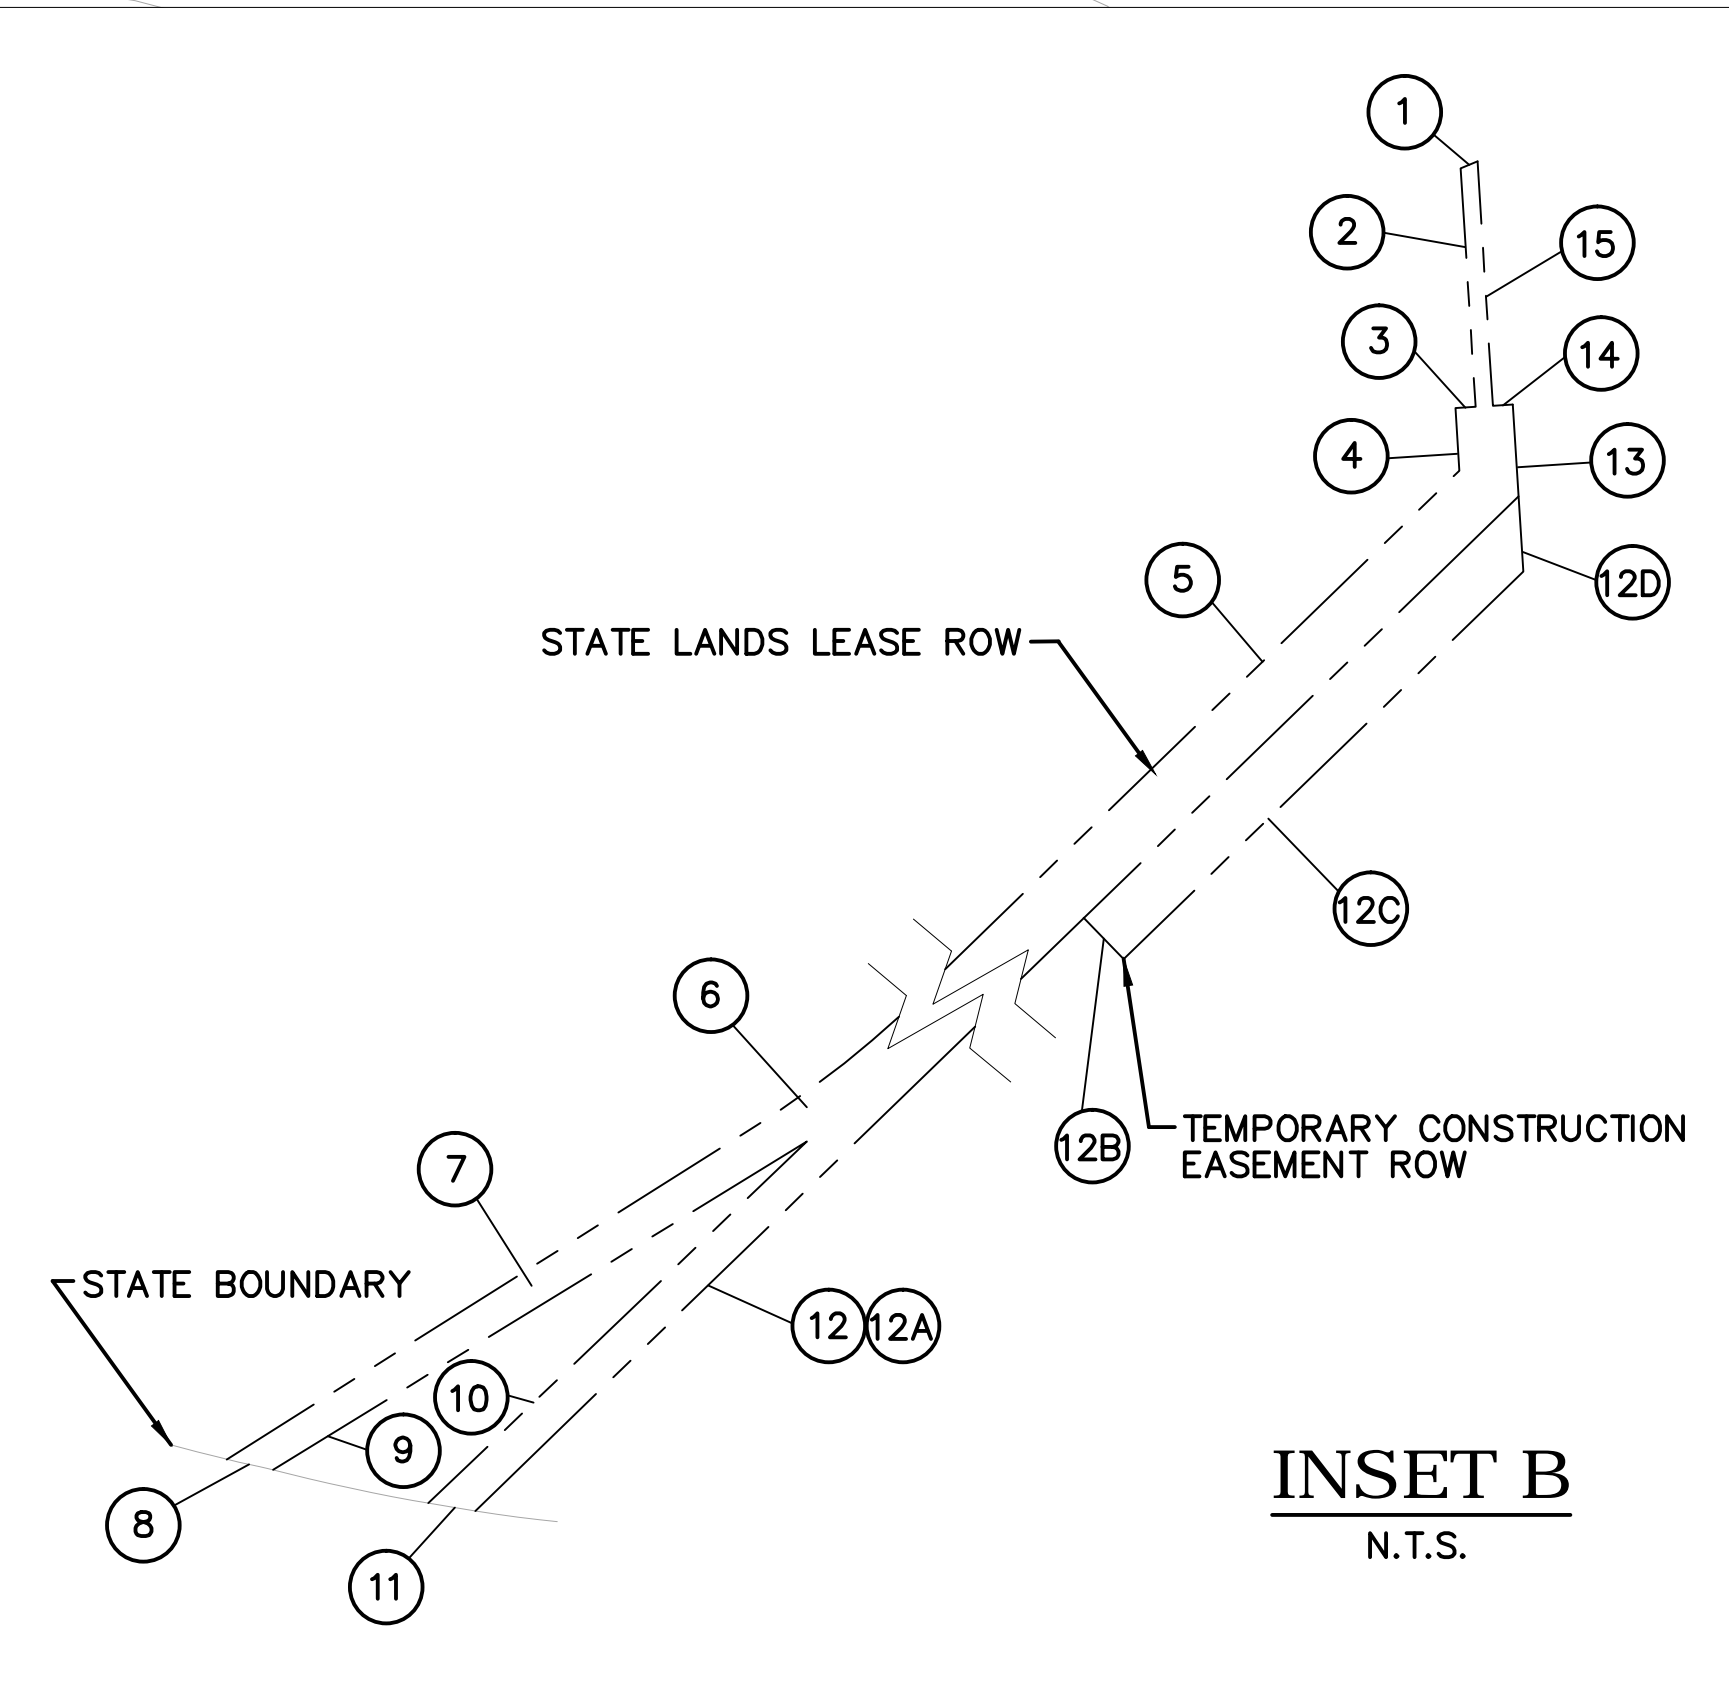 1
2
15
3
14
4
13
5
12D
STATE LANDS LEASE ROW
12C
6
12B
TEMPORARY CONSTRUCTION
EASEMENT ROW
7
STATE BOUNDARY
12
12A
10
9
8
11
INSET B
N.T.S.